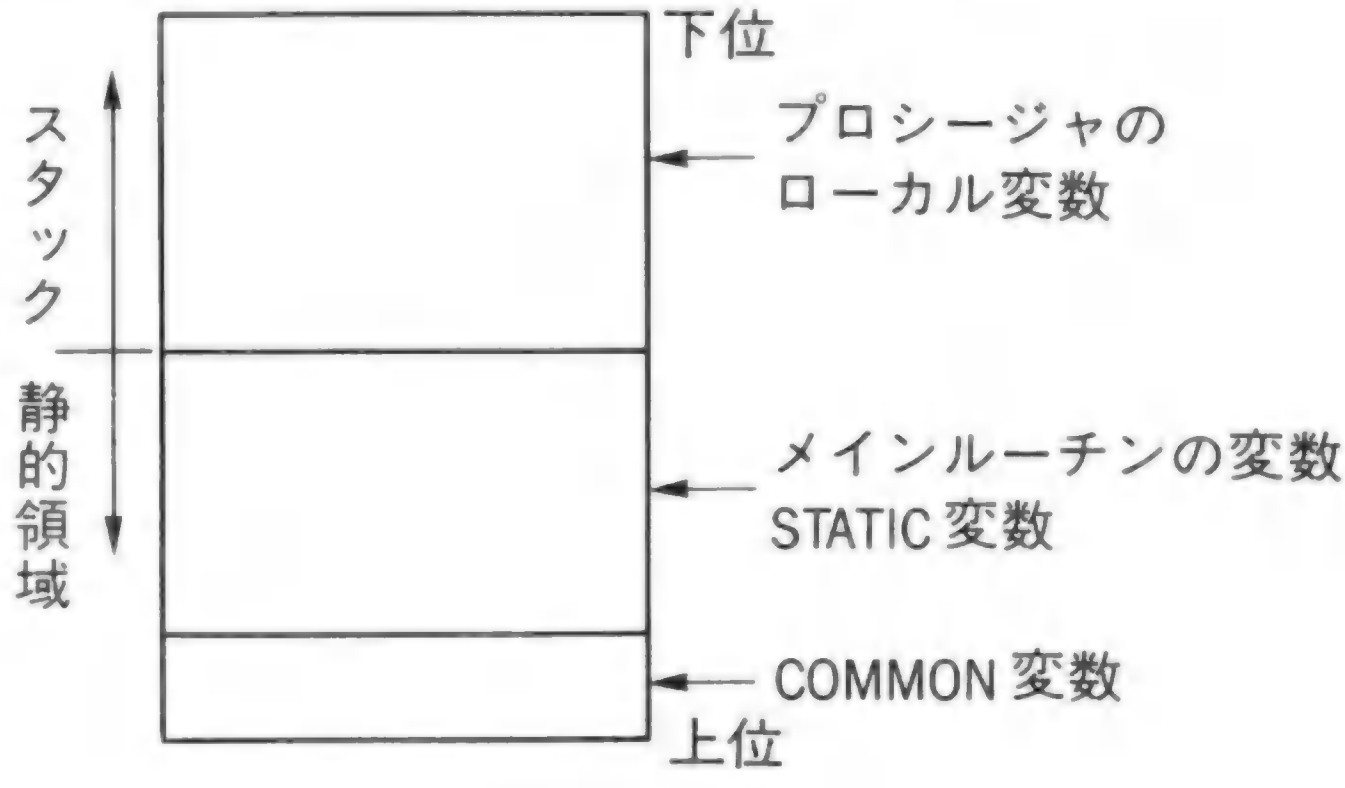 下位
プロシージャの
ローカル変数
スタック
静的領域
メインルーチンの変数
STATIC 変数
COMMON 変数
上位